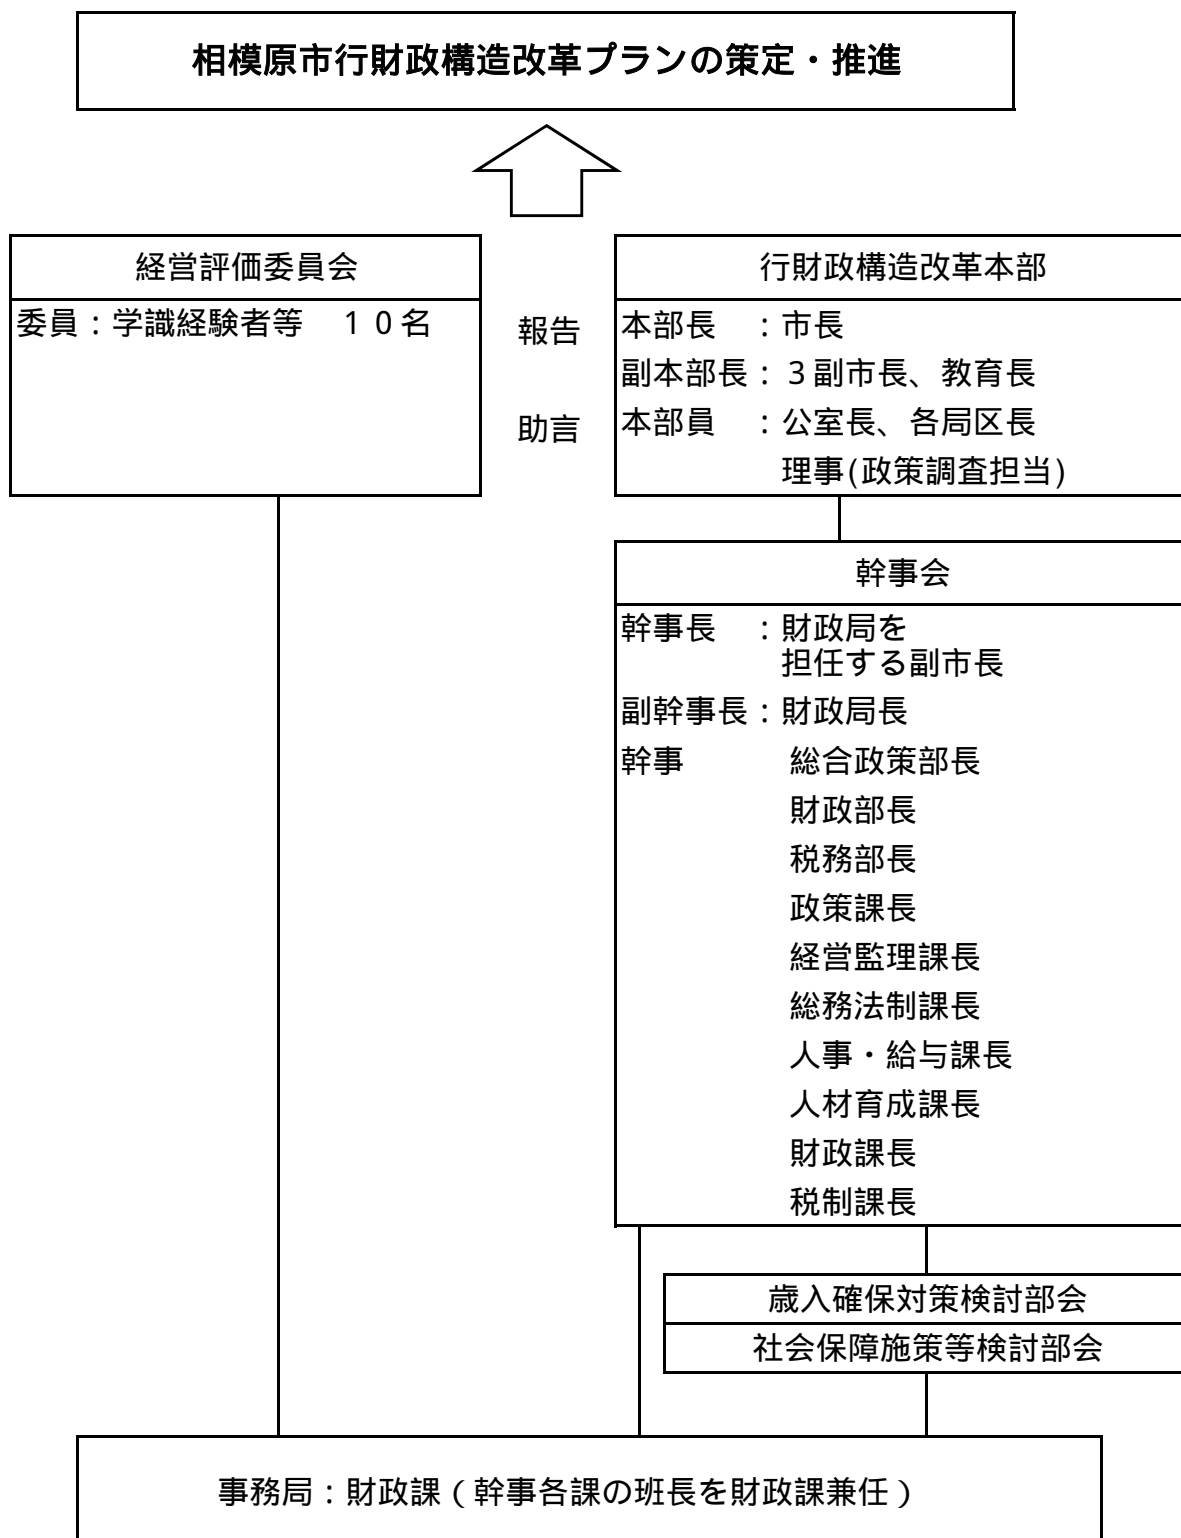 相模原市行財政構造改革プランの策定・推進
経営評価委員会
委員：学識経験者等　１０名
報告
助言
行財政構造改革本部
本部長　：市長
副本部長：３副市長、教育長
本部員　：公室長、各局区長
理事(政策調査担当)
幹事会
幹事長　：財政局を
担任する副市長
副幹事長：財政局長
幹事　　　総合政策部長
財政部長
税務部長
政策課長
経営監理課長
総務法制課長
人事・給与課長
人材育成課長
財政課長
税制課長
歳入確保対策検討部会
社会保障施策等検討部会
事務局：財政課（幹事各課の班長を財政課兼任）